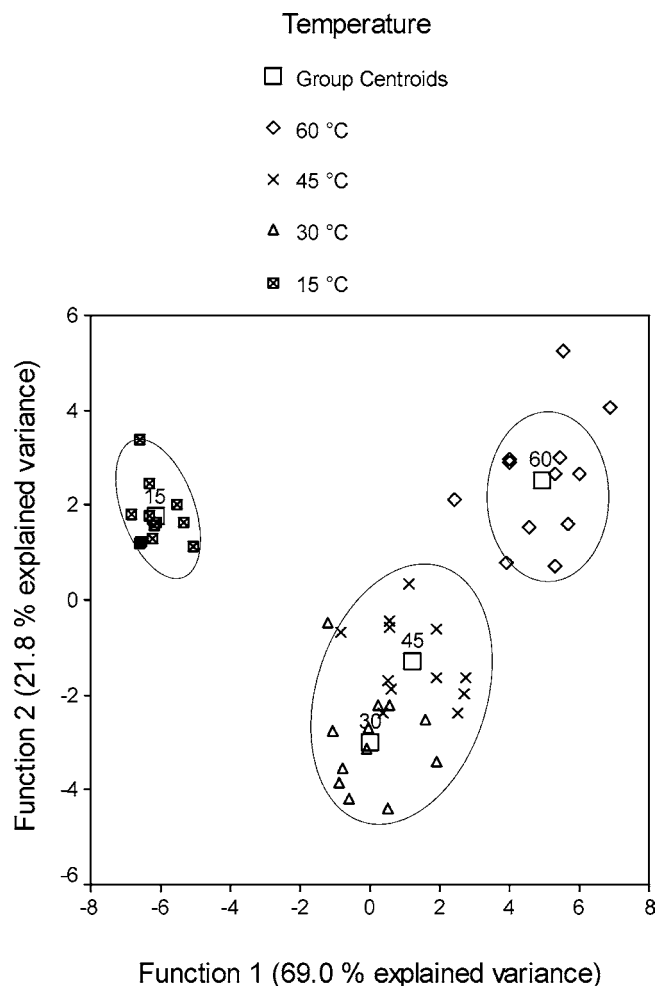 Temperature
Group Centroids
60 °C
45 °C
30 °C
15 °C
6
4
2
0
-2
-4
-6
-8
-6
-4
-2
0
2
4
6
8
60
15
45
30
Function 2 (21.8 % explained variance)
Function 1 (69.0 % explained variance)